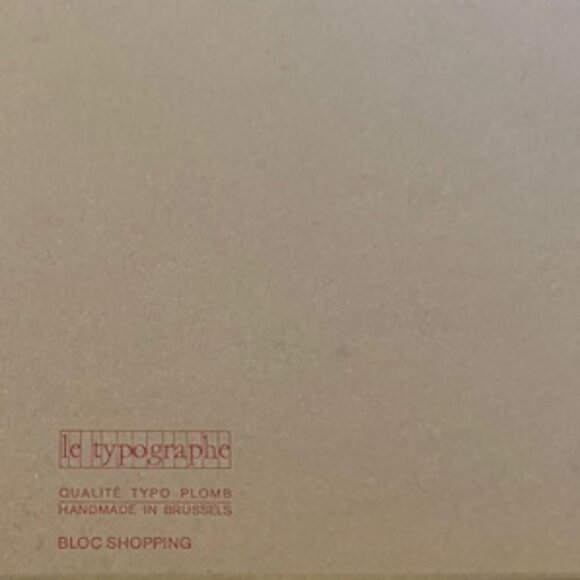 le typographe
QUALITÉ TYPO PLOMB
HANDMADE IN BRUSSELS
BLOC SHOPPING